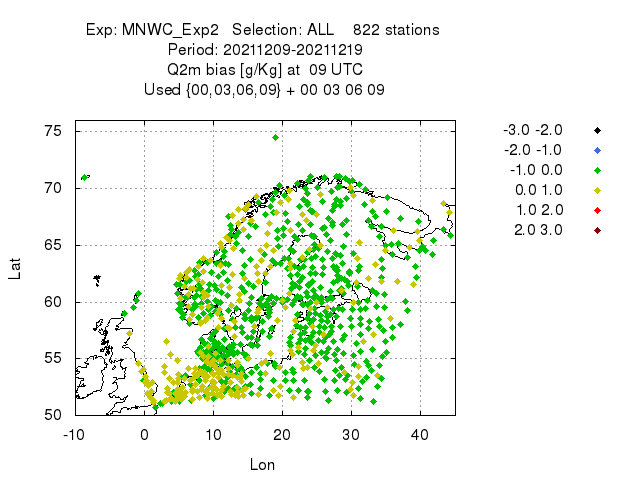 Exp: MNWC_Exp2 Selection: ALL 822 stations
Period: 20211209-20211219
Q2m bias [g/Kg] at 09 UTC
Used {00,03,06,09} + 00 03 06 09
-3.0 -2.0
-2.0 -1.0
-1.0 0.0
0.0 1.0
1.0 2.0
2.0 3.0
75
70
65
60
55
50
Lat
-10 0 10 20 30 40
Lon